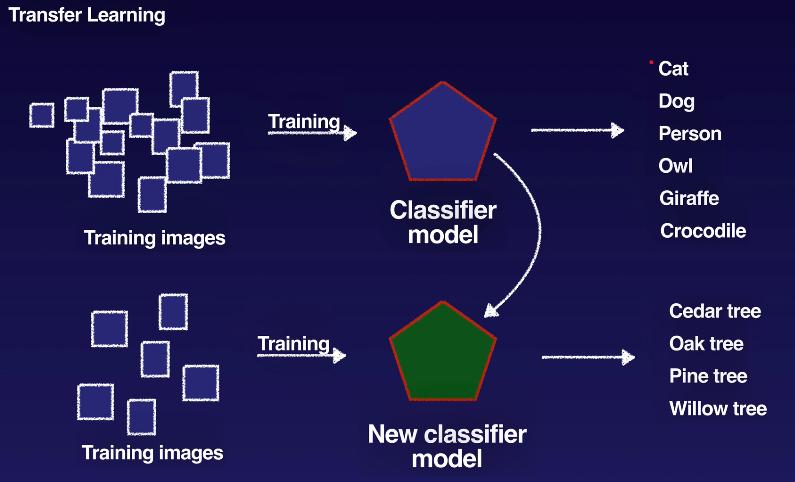 Transfer Learning
Training images
Training
Classifier
model
Cat
Dog
Person
Owl
Giraffe
Crocodile
Training images
Training
New classifier
model
Cedar tree
Oak tree
Pine tree
Willow tree